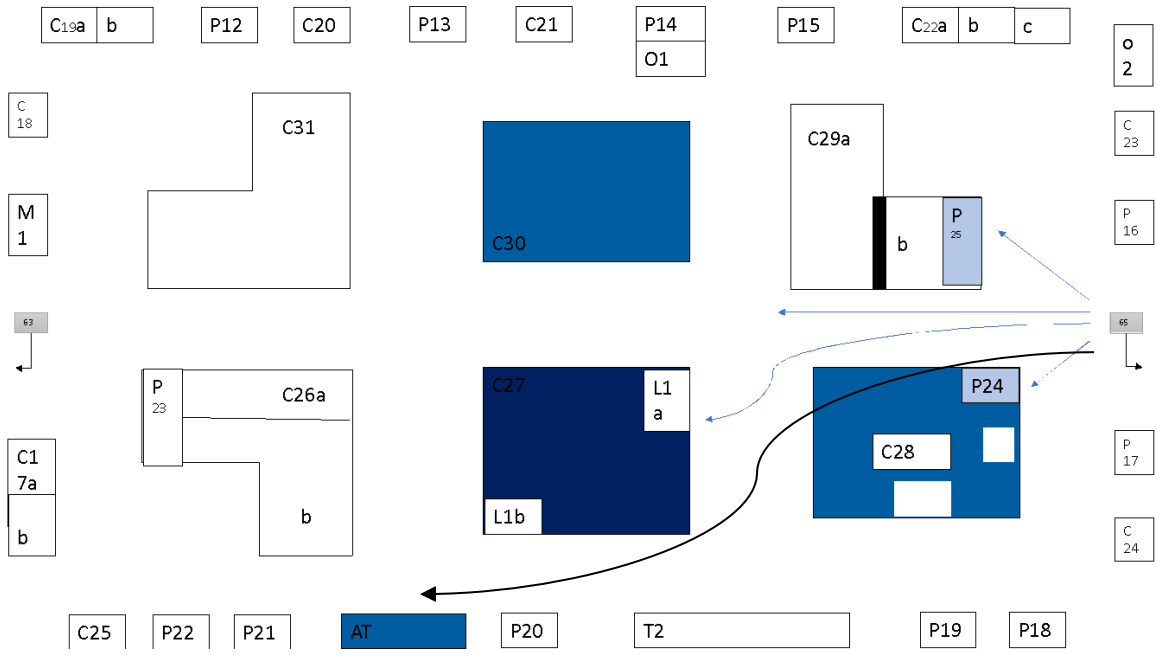 C19a b P12 C20 P13 C21 P14 P15 C22a b c
O1
o
2
C
18
C31
C29a
C
23
M
1
P
25
P
16
b
C30
63
65
P
23
C26a
C27
L1
a
P24
C28
P
17
C1
7a
b
b
L1b
C
24
C25 P22 P21 AT P20 T2 P19 P18